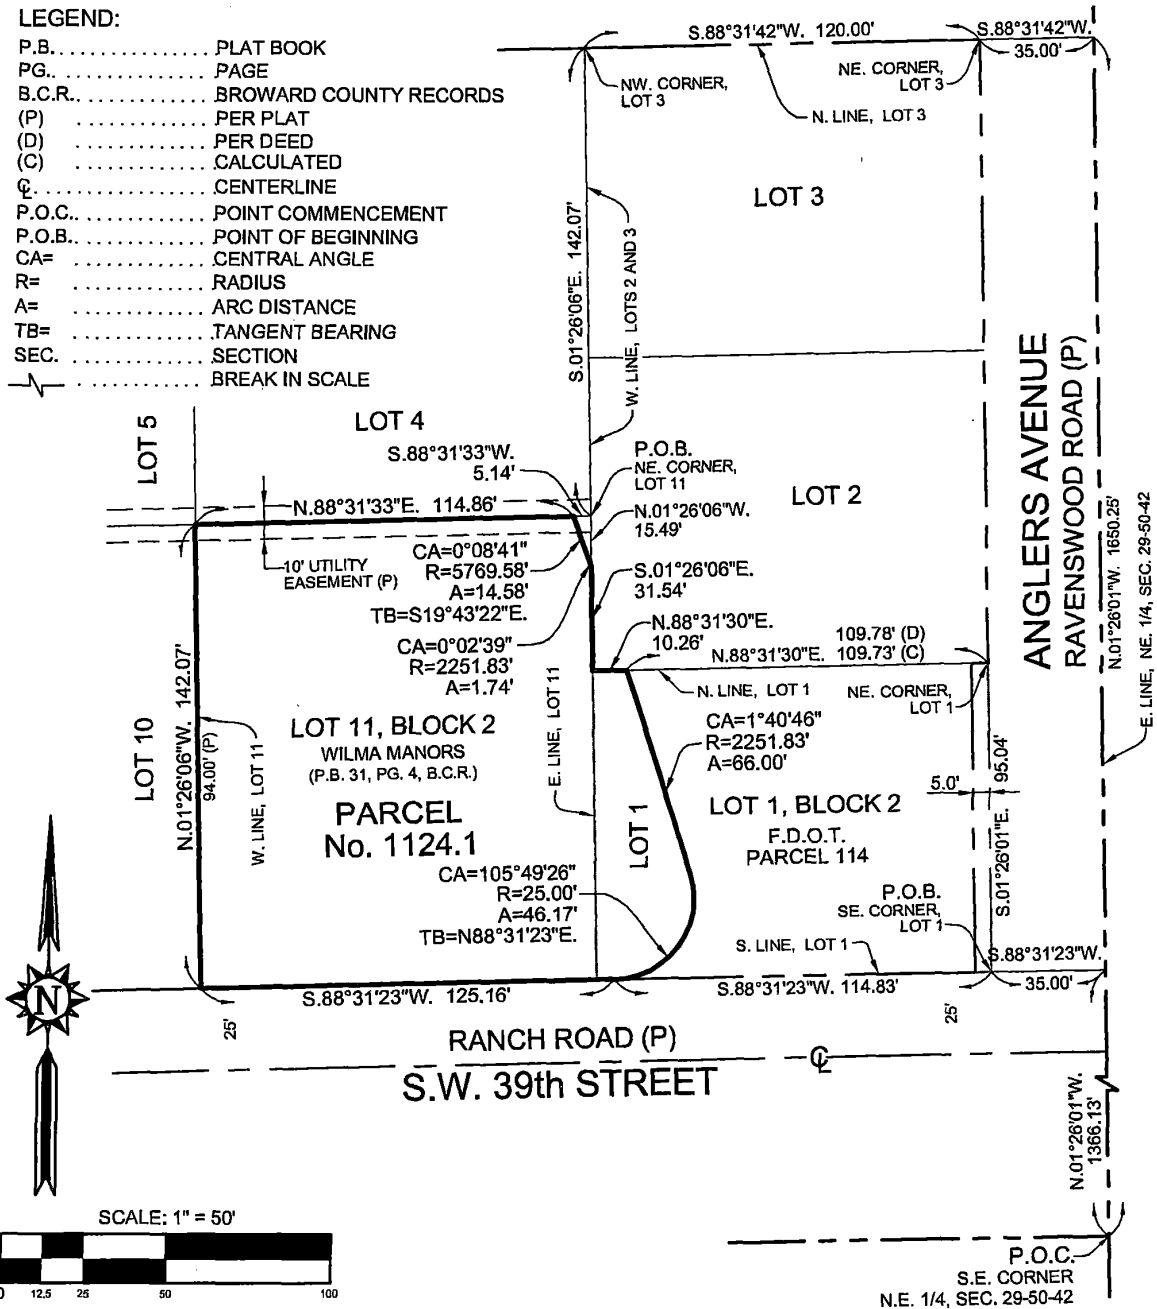 LEGEND:
P.B. . . . . . . . . . . . . . PLAT BOOK
PG. . . . . . . . . . . . . . PAGE
B.C.R. . . . . . . . . . . . . BROWARD COUNTY RECORDS
(P) . . . . . . . . . . . . . PER PLAT
(D) . . . . . . . . . . . . . PER DEED
(C) . . . . . . . . . . . . . CALCULATED
℄ . . . . . . . . . . . . . . CENTERLINE
P.O.C. . . . . . . . . . . . . POINT COMMENCEMENT
P.O.B. . . . . . . . . . . . . POINT OF BEGINNING
CA= . . . . . . . . . . . . . CENTRAL ANGLE
R= . . . . . . . . . . . . . RADIUS
A= . . . . . . . . . . . . . ARC DISTANCE
TB= . . . . . . . . . . . . . TANGENT BEARING
SEC. . . . . . . . . . . . . . SECTION
. . . . . . . . . . . . BREAK IN SCALE
S.88°31'42"W. 120.00'
S.88°31'42"W.
35.00'
NW. CORNER,
LOT 3
NE. CORNER,
LOT 3
N. LINE, LOT 3
LOT 3
S.01°26'06"E. 142.07'
W. LINE, LOTS 2 AND 3
ANGLERS AVENUE
RAVENSWOOD ROAD (P)
N.01°26'01"W. 1650.25'
E. LINE, NE. 1/4, SEC. 29-50-42
LOT 5
LOT 4
S.88°31'33"W.
5.14'
P.O.B.
NE. CORNER,
LOT 11
LOT 2
N.88°31'33"E. 114.86'
N.01°26'06"W.
15.49'
10' UTILITY
EASEMENT (P)
CA=0°08'41"
R=5769.58'
A=14.58'
TB=S19°43'22"E.
S.01°26'06"E.
31.54'
CA=0°02'39"
R=2251.83'
A=1.74'
N.88°31'30"E.
10.26'
109.78' (D)
N.88°31'30"E. 109.73' (C)
N. LINE, LOT 1
NE. CORNER,
LOT 1
LOT 10
N.01°26'06"W. 142.07'
94.00' (P)
W. LINE, LOT 11
LOT 11, BLOCK 2
WILMA MANORS
(P.B. 31, PG. 4, B.C.R.)
PARCEL
No. 1124.1
E. LINE, LOT 11
LOT 1
CA=1°40'46"
R=2251.83'
A=66.00'
LOT 1, BLOCK 2
F.D.O.T.
PARCEL 114
5.0'
S.01°26'01"E. 95.04'
CA=105°49'26"
R=25.00'
A=46.17'
TB=N88°31'23"E.
P.O.B.
SE. CORNER,
LOT 1
S. LINE, LOT 1
S.88°31'23"W.
35.00'
S.88°31'23"W. 125.16'
S.88°31'23"W. 114.83'
25'
25'
N
RANCH ROAD (P)
℄
S.W. 39th STREET
N.01°26'01"W.
1366.13'
SCALE: 1" = 50'
0 12.5 25 50 100
P.O.C.
S.E. CORNER
N.E. 1/4, SEC. 29-50-42